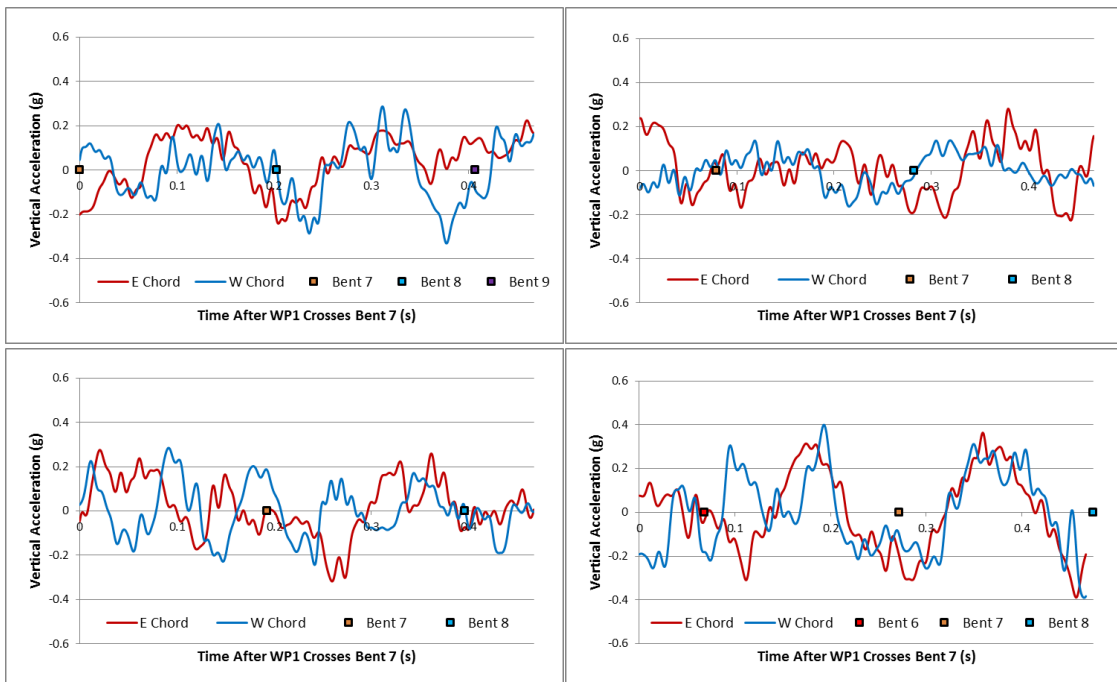 0.6
0.4
0.2
0
-0.2
-0.4
-0.6
Vertical Acceleration (g)
0 0.1 0.2 0.3 0.4
E Chord W Chord Bent 7 Bent 8 Bent 9
Time After WP1 Crosses Bent 7 (s)
0.6
0.4
0.2
0
-0.2
-0.4
-0.6
Vertical Acceleration (g)
0 0.1 0.2 0.3 0.4
E Chord W Chord Bent 7 Bent 8
Time After WP1 Crosses Bent 7 (s)
0.6
0.4
0.2
0
-0.2
-0.4
-0.6
Vertical Acceleration (g)
0 0.1 0.2 0.3 0.4
E Chord W Chord Bent 7 Bent 8
Time After WP1 Crosses Bent 7 (s)
0.6
0.4
0.2
0
-0.2
-0.4
-0.6
Vertical Acceleration (g)
0 0.1 0.2 0.3 0.4
E Chord W Chord Bent 6 Bent 7 Bent 8
Time After WP1 Crosses Bent 7 (s)